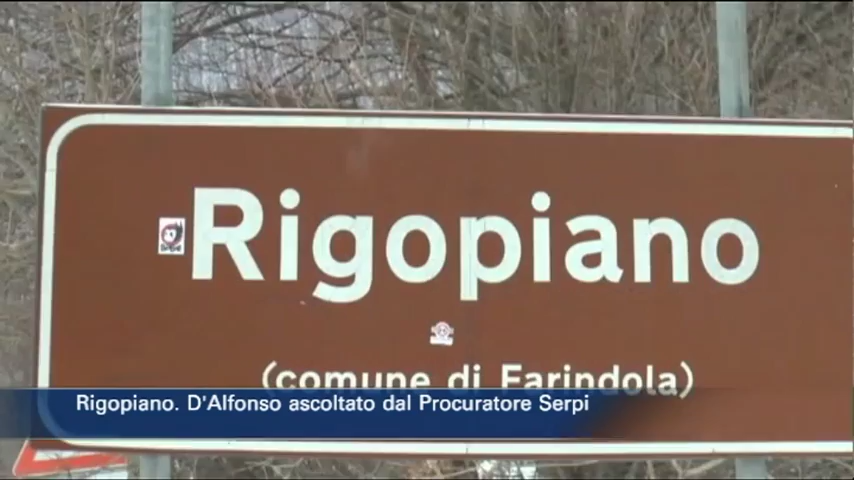 Rigopiano
(comune di Farindola)
Rigopiano. D'Alfonso ascoltato dal Procuratore Serpi